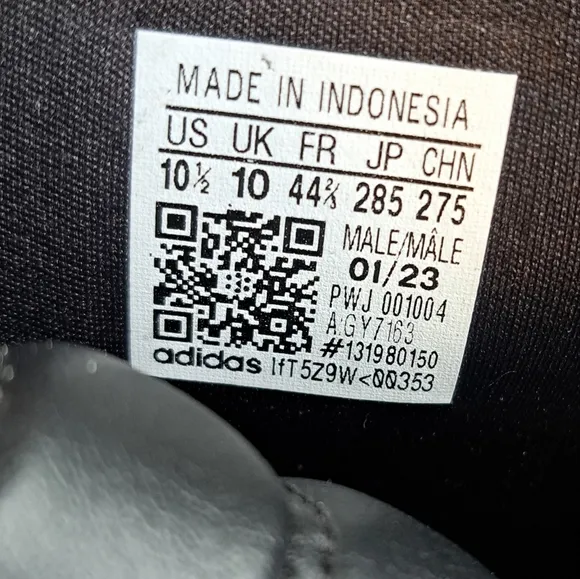 MADE IN INDONESIA
US UK FR JP CHN
10½ 10 44⅔ 285 275
MALE/MÂLE
01/23
PWJ 001004
A:GY7163
#131980150
adidas IfT5Z9W<00353